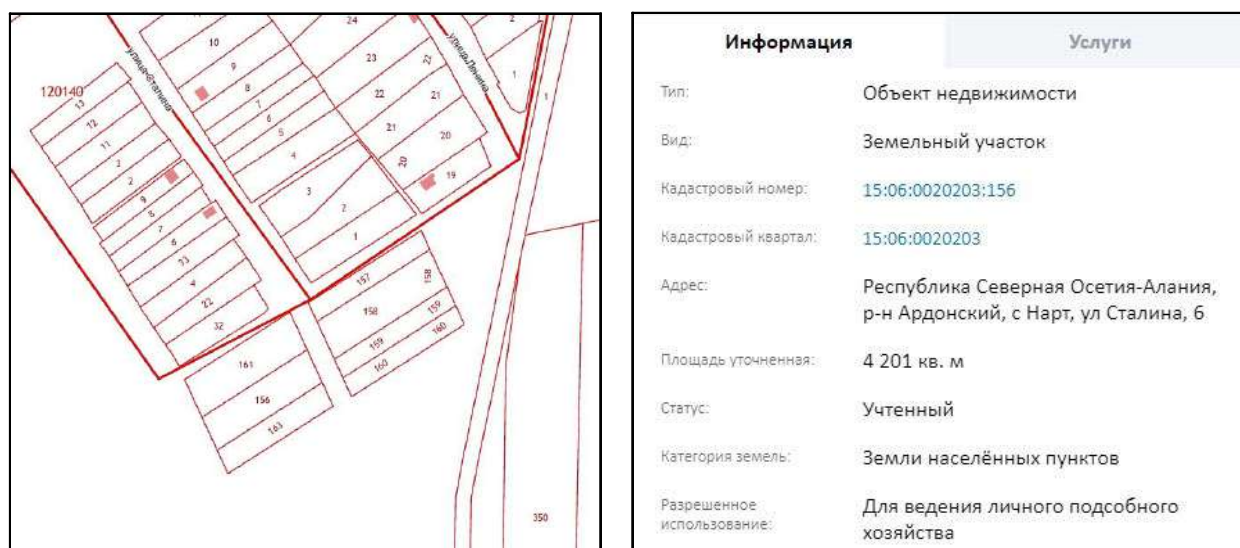 120140
улица Сталина
улица Ленина
13
12
11
2
2
9
8
7
6
33
4
22
32
10
9
8
7
6
5
4
3
2
1
24
23
22
21
22
21
20
20
19
2
1
1
157
158
158
159
159
160
160
161
156
163
350
Информация
Услуги
Тип: Объект недвижимости
Вид: Земельный участок
Кадастровый номер: 15:06:0020203:156
Кадастровый квартал: 15:06:0020203
Адрес: Республика Северная Осетия-Алания,
р-н Ардонский, с Нарт, ул Сталина, 6
Площадь уточненная: 4 201 кв. м
Статус: Учтенный
Категория земель: Земли населённых пунктов
Разрешенное
использование:
Для ведения личного подсобного
хозяйства